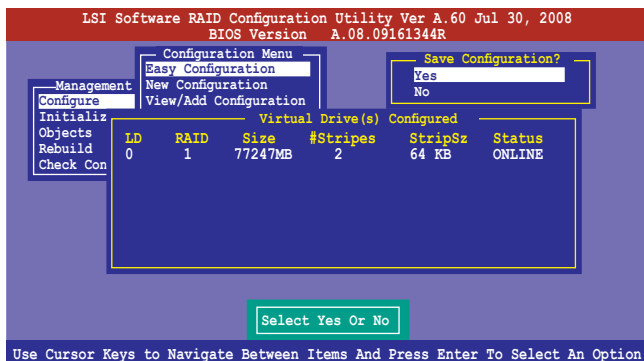 LSI Software RAID Configuration Utility Ver A.60 Jul 30, 2008
BIOS Version A.08.09161344R
Configuration Menu
Easy Configuration
New Configuration
View/Add Configuration
Save Configuration?
Yes
No
Management
Configure
Initializ
Objects
Rebuild
Check Con
Virtual Drive(s) Configured
LD RAID Size #Stripes StripSz Status
0 1 77247MB 2 64 KB ONLINE
Select Yes Or No
Use Cursor Keys to Navigate Between Items And Press Enter To Select An Option